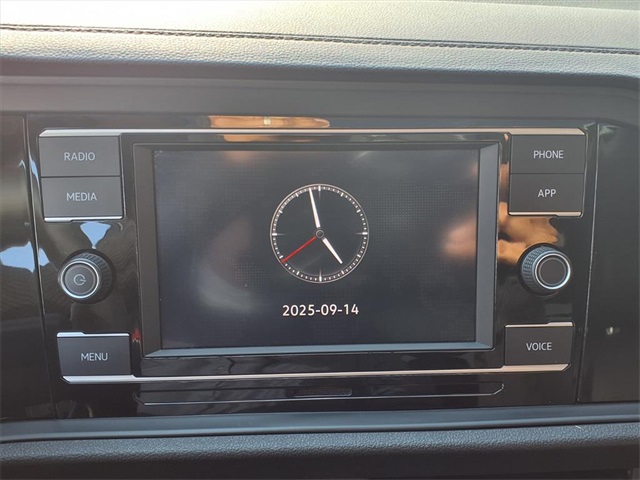 RADIO
MEDIA
MENU
2025-09-14
PHONE
APP
VOICE